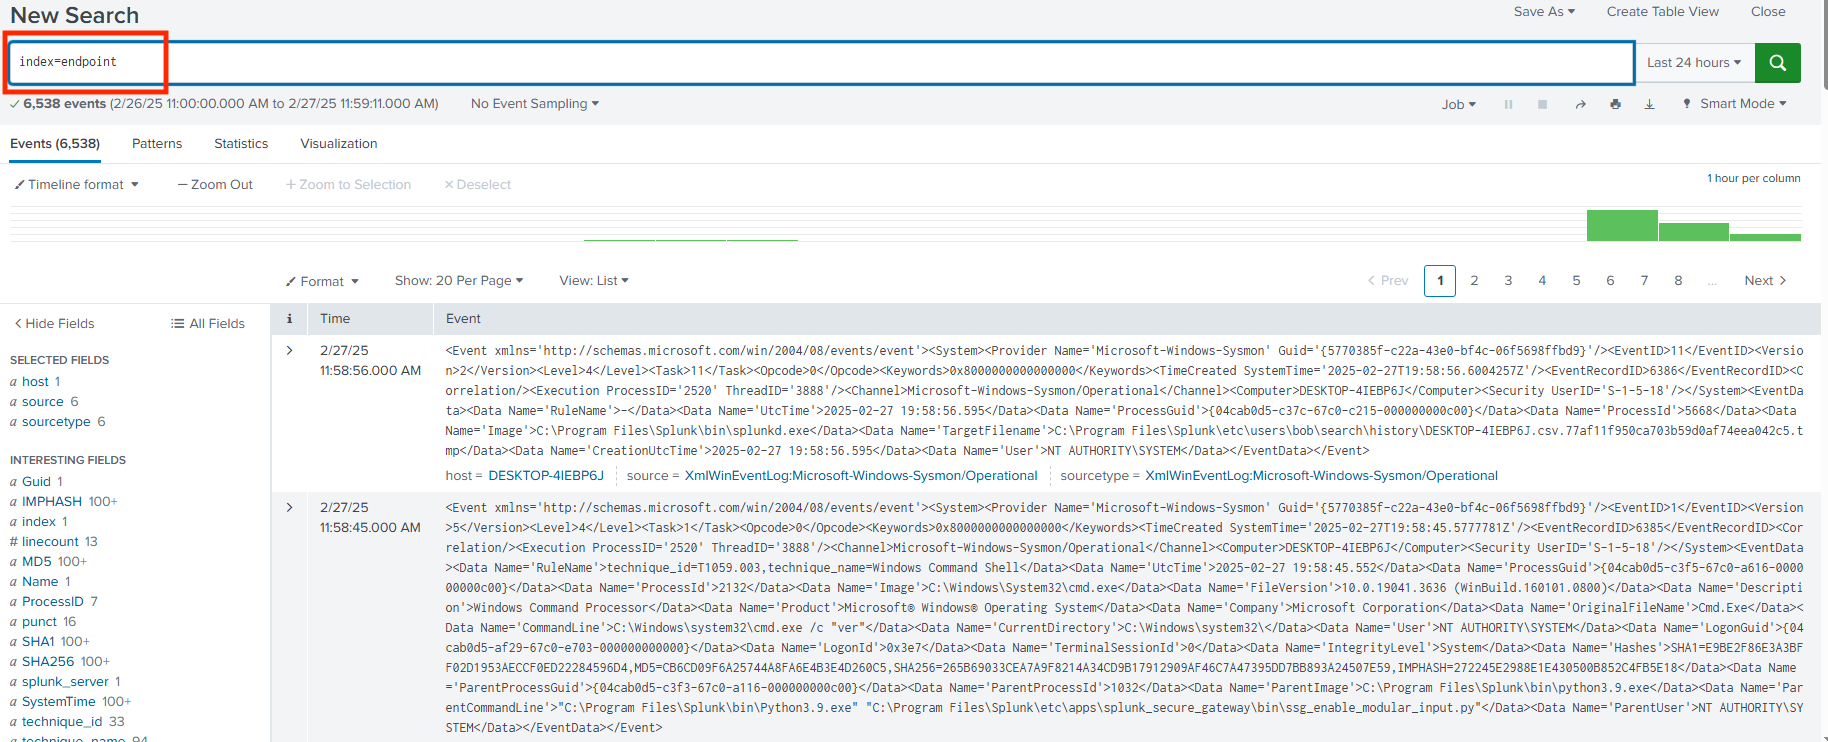 New Search
Save As
Create Table View
Close
index=endpoint
Last 24 hours
6,538 events (2/26/25 11:00:00.000 AM to 2/27/25 11:59:11.000 AM)
No Event Sampling
Job
Smart Mode
Events (6,538)
Patterns
Statistics
Visualization
Timeline format
Zoom Out
Zoom to Selection
Deselect
1 hour per column
Format
Show: 20 Per Page
View: List
Prev
1
2
3
4
5
6
7
8
...
Next
Hide Fields
All Fields
i
Time
Event
SELECTED FIELDS
a host 1
a source 6
a sourcetype 6
INTERESTING FIELDS
a Guid 1
a IMPHASH 100+
a index 1
# linecount 13
a MD5 100+
a Name 1
a ProcessID 7
a punct 16
a SHA1 100+
a SHA256 100+
a splunk_server 1
a SystemTime 100+
a technique_id 33
a technique_name 94
2/27/25
11:58:56.000 AM
<Event xmlns='http://schemas.microsoft.com/win/2004/08/events/event'><System><Provider Name='Microsoft-Windows-Sysmon' Guid='{5770385f-c22a-43e0-bf4c-06f5698ffbd9}'/><EventID>11</EventID><Versio
n>2</Version><Level>4</Level><Task>11</Task><Opcode>0</Opcode><Keywords>0x8000000000000000</Keywords><TimeCreated SystemTime='2025-02-27T19:58:56.6004257Z'/><EventRecordID>6386</EventRecordID><C
orrelation/><Execution ProcessID='2520' ThreadID='3888'/><Channel>Microsoft-Windows-Sysmon/Operational</Channel><Computer>DESKTOP-4IEBP6J</Computer><Security UserID='S-1-5-18'/></System><EventDat
a><Data Name='RuleName'>-</Data><Data Name='UtcTime'>2025-02-27 19:58:56.595</Data><Data Name='ProcessGuid'>{04cab0d5-c37c-67c0-c215-000000000c00}</Data><Data Name='ProcessId'>5668</Data><Data
Name='Image'>C:\Program Files\Splunk\bin\splunkd.exe</Data><Data Name='TargetFilename'>C:\Program Files\Splunk\etc\users\bob\search\history\DESKTOP-4IEBP6J.csv.77af11f950ca703b59d0af74eea042c5.t
mp</Data><Data Name='CreationUtcTime'>2025-02-27 19:58:56.595</Data><Data Name='User'>NT AUTHORITY\SYSTEM</Data></EventData></Event>
host = DESKTOP-4IEBP6J
source = XmlWinEventLog:Microsoft-Windows-Sysmon/Operational
sourcetype = XmlWinEventLog:Microsoft-Windows-Sysmon/Operational
2/27/25
11:58:45.000 AM
<Event xmlns='http://schemas.microsoft.com/win/2004/08/events/event'><System><Provider Name='Microsoft-Windows-Sysmon' Guid='{5770385f-c22a-43e0-bf4c-06f5698ffbd9}'/><EventID>1</EventID><Version
>5</Version><Level>4</Level><Task>1</Task><Opcode>0</Opcode><Keywords>0x8000000000000000</Keywords><TimeCreated SystemTime='2025-02-27T19:58:45.5777781Z'/><EventRecordID>6385</EventRecordID><Cor
relation/><Execution ProcessID='2520' ThreadID='3888'/><Channel>Microsoft-Windows-Sysmon/Operational</Channel><Computer>DESKTOP-4IEBP6J</Computer><Security UserID='S-1-5-18'/></System><EventData
><Data Name='RuleName'>technique_id=T1059.003,technique_name=Windows Command Shell</Data><Data Name='UtcTime'>2025-02-27 19:58:45.552</Data><Data Name='ProcessGuid'>{04cab0d5-c3f5-67c0-a616-0000
00000c00}</Data><Data Name='ProcessId'>2132</Data><Data Name='Image'>C:\Windows\System32\cmd.exe</Data><Data Name='FileVersion'>10.0.19041.3636 (WinBuild.160101.0800)</Data><Data Name='Descripti
on'>Windows Command Processor</Data><Data Name='Product'>Microsoft® Windows® Operating System</Data><Data Name='Company'>Microsoft Corporation</Data><Data Name='OriginalFileName'>Cmd.Exe</Data><
Data Name='CommandLine'>C:\Windows\system32\cmd.exe /c "ver"</Data><Data Name='CurrentDirectory'>C:\Windows\system32\</Data><Data Name='User'>NT AUTHORITY\SYSTEM</Data><Data Name='LogonGuid'>{04
cab0d5-af29-67c0-e703-000000000000}</Data><Data Name='LogonId'>0x3e7</Data><Data Name='TerminalSessionId'>0</Data><Data Name='IntegrityLevel'>System</Data><Data Name='Hashes'>SHA1=E9BE2F86E3A3BF
F02D1953AECCF0ED22284596D4,MD5=CB6CD09F6A25744A8FA6E4B3E4D260C5,SHA256=265B69033CEA7A9F8214A34CD9B17912909AF46C7A47395DD7BB893A24507E59,IMPHASH=272245E2988E1E430500B852C4FB5E18</Data><Data Name
='ParentProcessGuid'>{04cab0d5-c3f3-67c0-a116-000000000c00}</Data><Data Name='ParentProcessId'>1032</Data><Data Name='ParentImage'>C:\Program Files\Splunk\bin\python3.9.exe</Data><Data Name='Par
entCommandLine'>"C:\Program Files\Splunk\bin\Python3.9.exe" "C:\Program Files\Splunk\etc\apps\splunk_secure_gateway\bin\ssg_enable_modular_input.py"</Data><Data Name='ParentUser'>NT AUTHORITY\SY
STEM</Data></EventData></Event>